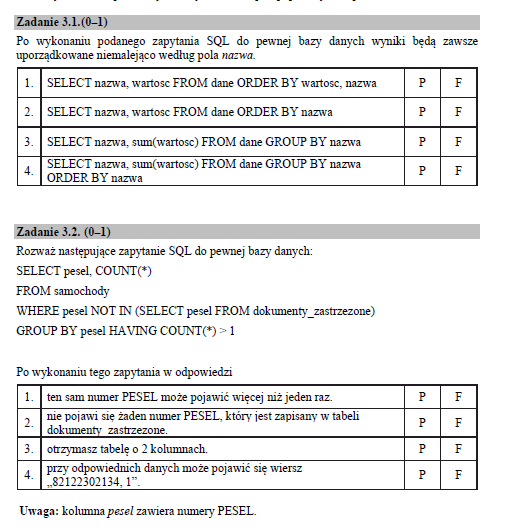 Zadanie 3.1.(0–1)
Po wykonaniu podanego zapytania SQL do pewnej bazy danych wyniki będą zawsze
uporządkowane niemalejąco według pola nazwa.
1. SELECT nazwa, wartosc FROM dane ORDER BY wartosc, nazwa P F
2. SELECT nazwa, wartosc FROM dane ORDER BY nazwa P F
3. SELECT nazwa, sum(wartosc) FROM dane GROUP BY nazwa P F
4. SELECT nazwa, sum(wartosc) FROM dane GROUP BY nazwa
ORDER BY nazwa P F
Zadanie 3.2. (0–1)
Rozważ następujące zapytanie SQL do pewnej bazy danych:
SELECT pesel, COUNT(*)
FROM samochody
WHERE pesel NOT IN (SELECT pesel FROM dokumenty_zastrzezone)
GROUP BY pesel HAVING COUNT(*) > 1
Po wykonaniu tego zapytania w odpowiedzi
1. ten sam numer PESEL może pojawić więcej niż jeden raz. P F
2. nie pojawi się żaden numer PESEL, który jest zapisany w tabeli
dokumenty_zastrzezone. P F
3. otrzymasz tabelę o 2 kolumnach. P F
4. przy odpowiednich danych może pojawić się wiersz
„82122302134, 1”. P F
Uwaga: kolumna pesel zawiera numery PESEL.